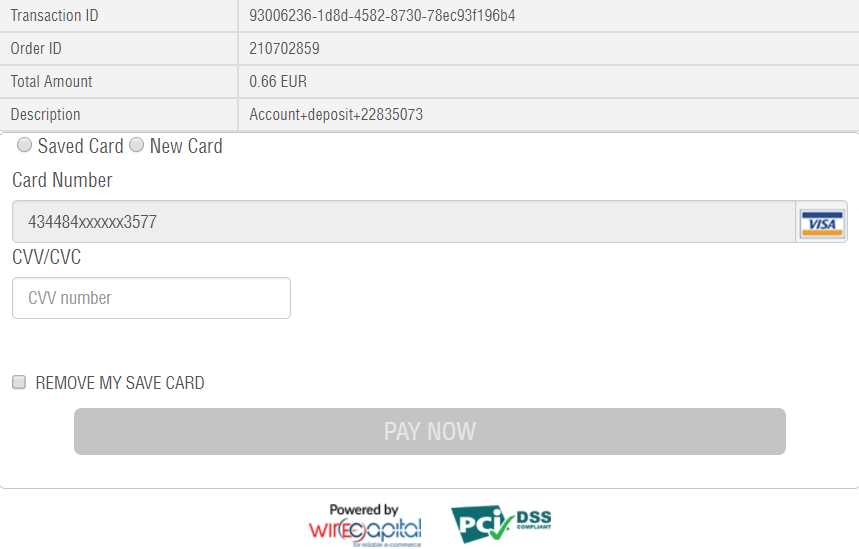 Transaction ID 93006236-1d8d-4582-8730-78ec93f196b4
Order ID 210702859
Total Amount 0.66 EUR
Description Account+deposit+22835073
Saved Card New Card
Card Number
434484xxxxxx3577 VISA
CVV/CVC
CVV number
REMOVE MY SAVE CARD
PAY NOW
Powered by
wirecapital
for reliable e-commerce
PCI DSS
COMPLIANT